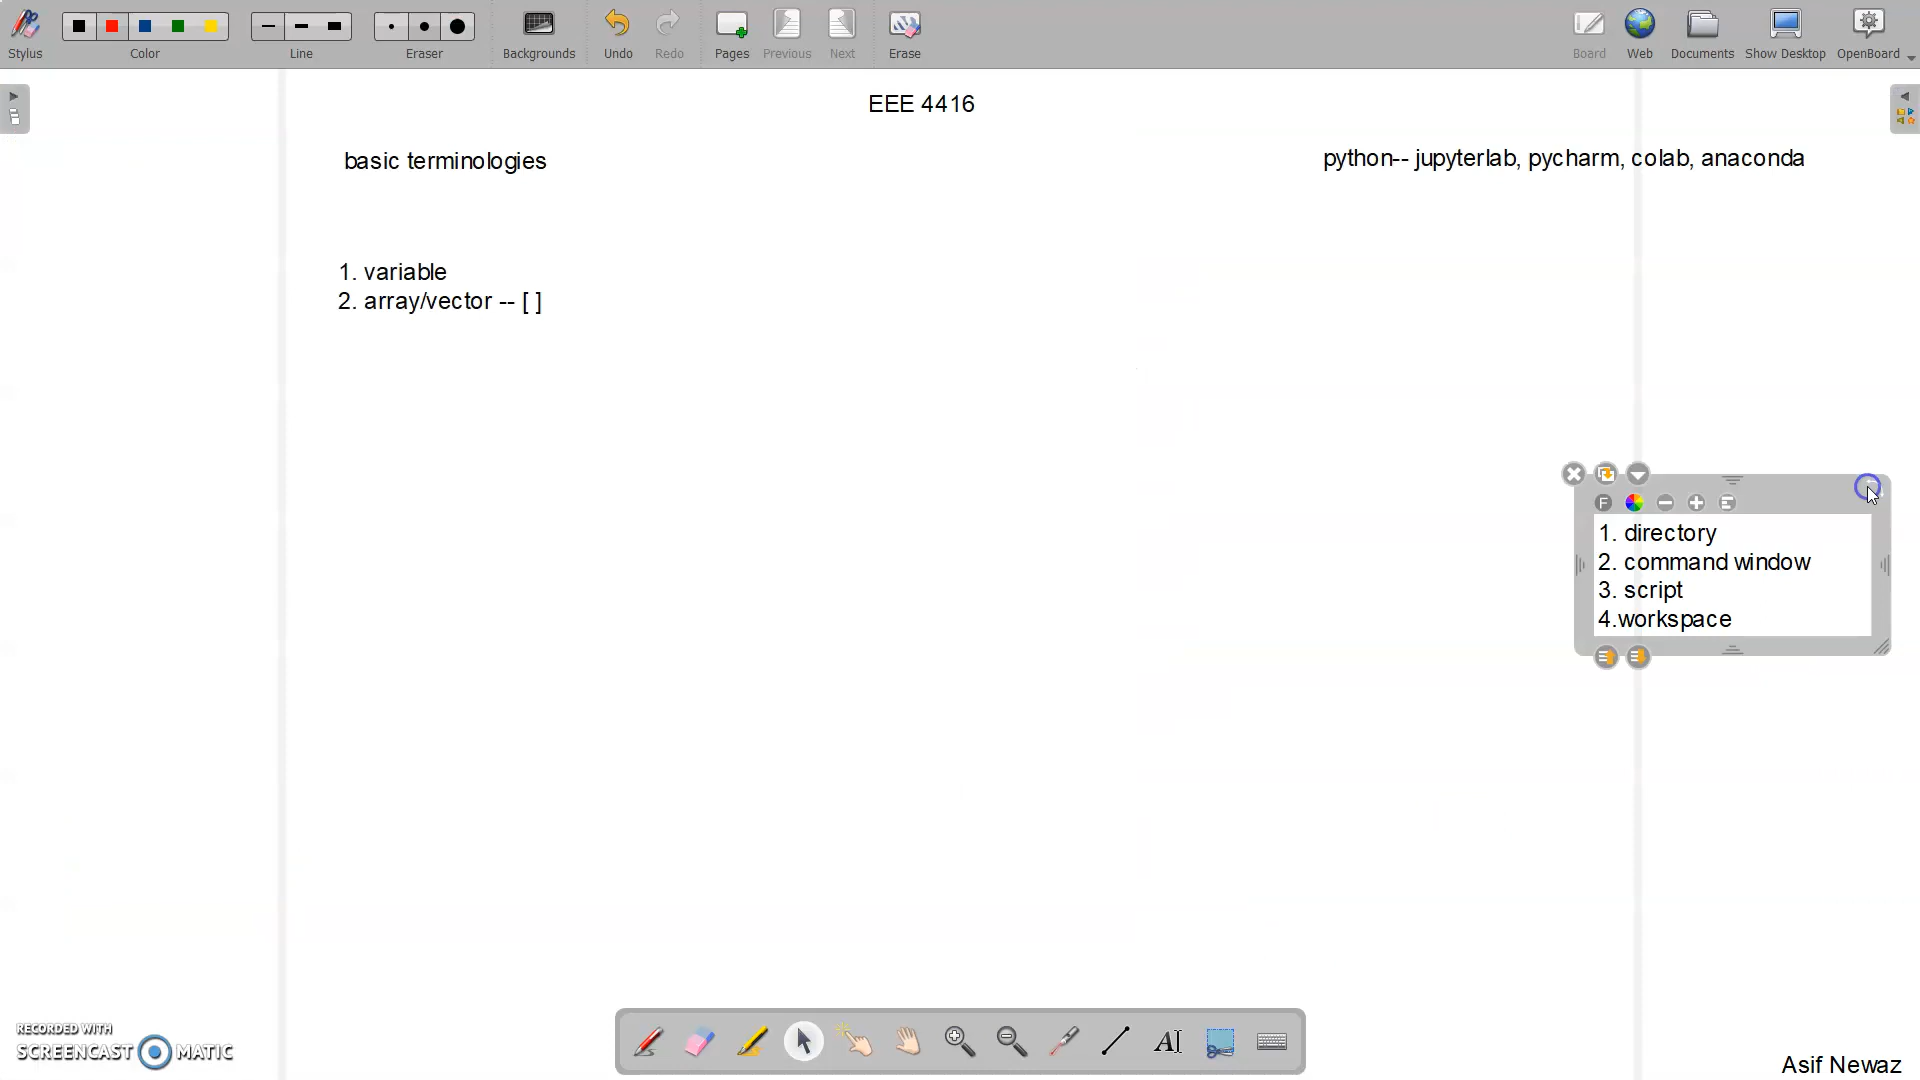 Stylus
Color
Line
Eraser
Backgrounds
Undo
Redo
Pages
Previous
Next
Erase
Board
Web
Documents
Show Desktop
OpenBoard
EEE 4416
basic terminologies
python-- jupyterlab, pycharm, colab, anaconda
1. variable
2. array/vector -- [ ]
F
1. directory
2. command window
3. script
4.workspace
AI
RECORDED WITH
SCREENCAST MATIC
Asif Newaz